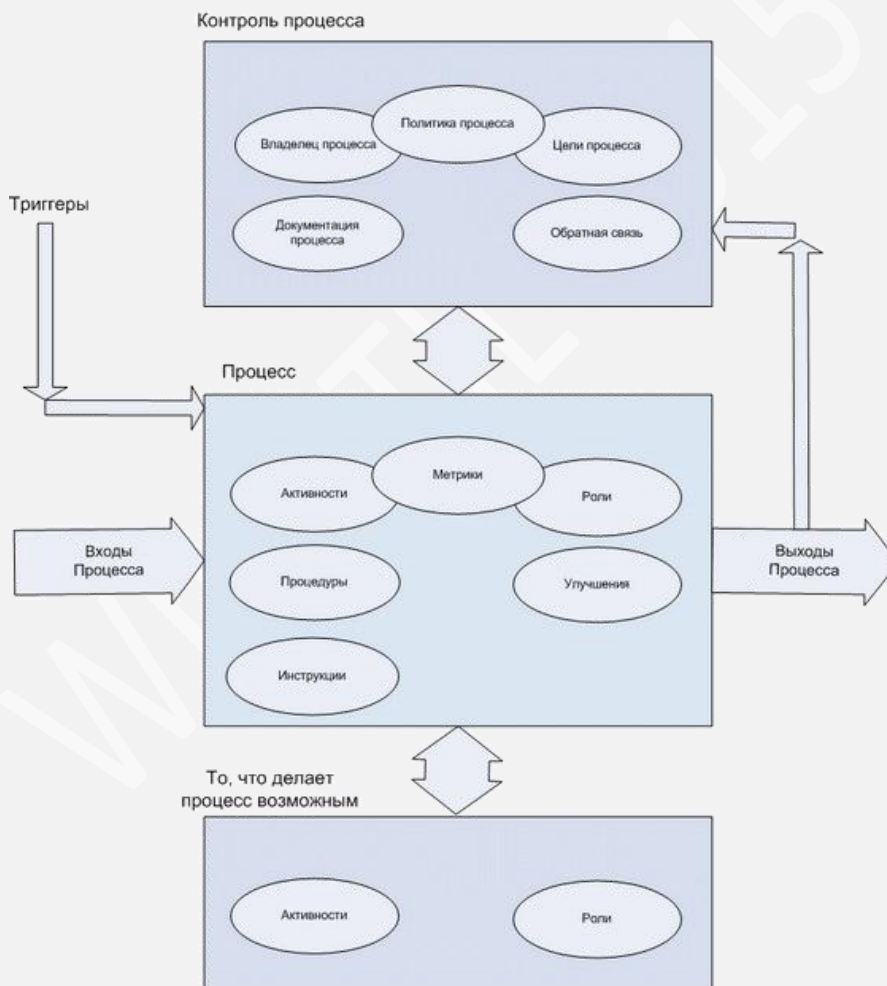 Контроль процесса
Политика процесса
Владелец процесса
Цели процесса
Триггеры
Документация
процесса
Обратная связь
Процесс
Метрики
Активности
Роли
Входы
Процесса
Выходы
Процесса
Процедуры
Улучшения
Инструкции
То, что делает
процесс возможным
Активности
Роли